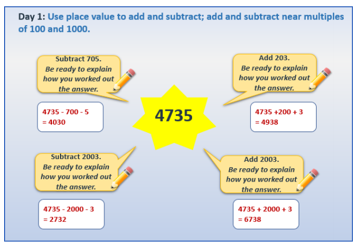 Day 1: Use place value to add and subtract; add and subtract near multiples
of 100 and 1000.
Subtract 705.
Be ready to explain
how you worked out
the answer.
4735 - 700 - 5
= 4030
Add 203.
Be ready to explain
how you worked out
the answer.
4735 +200 + 3
= 4938
4735
Subtract 2003.
Be ready to explain
how you worked out
the answer.
4735 - 2000 - 3
= 2732
Add 2003.
Be ready to explain
how you worked out
the answer.
4735 + 2000 + 3
= 6738